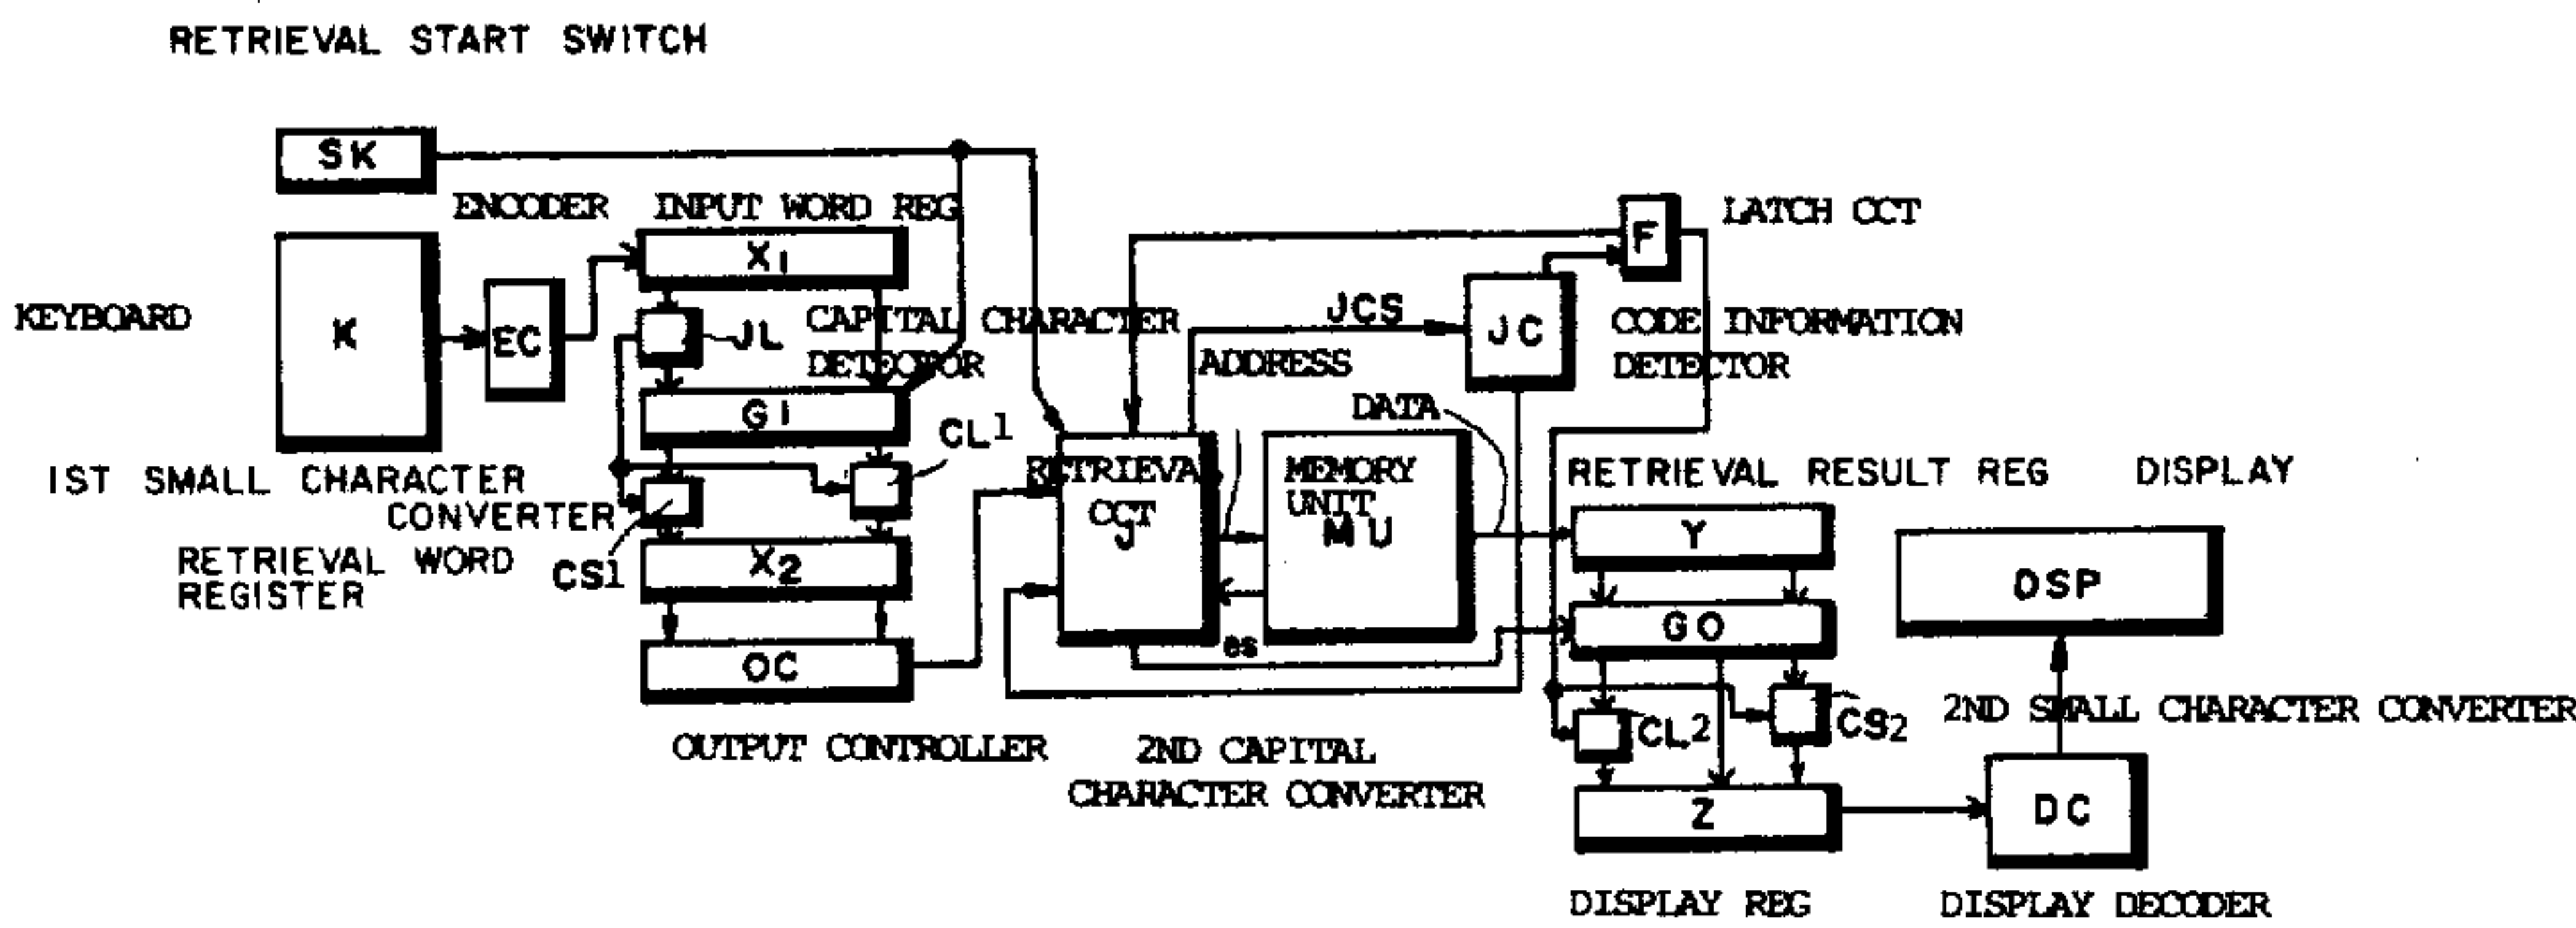 RETRIEVAL START SWITCH
SK
ENCODER
INPUT WORD REG
LATCH CCT
F
X1
KEYBOARD
K
EC
JL
CAPITAL CHARACTER
DETECTOR
ADDRESS
JCS
JC
CODE INFORMATION
DETECTOR
G1
CL1
DATA
1ST SMALL CHARACTER
CONVERTER
RETRIEVAL
CCT
J
MEMORY
UNIT
MU
RETRIEVAL RESULT REG
DISPLAY
RETRIEVAL WORD
REGISTER
CS1
X2
Y
DSP
OC
es
GO
OUTPUT CONTROLLER
2ND CAPITAL
CHARACTER CONVERTER
CL2
CS2
2ND SMALL CHARACTER CONVERTER
Z
DC
DISPLAY REG
DISPLAY DECODER